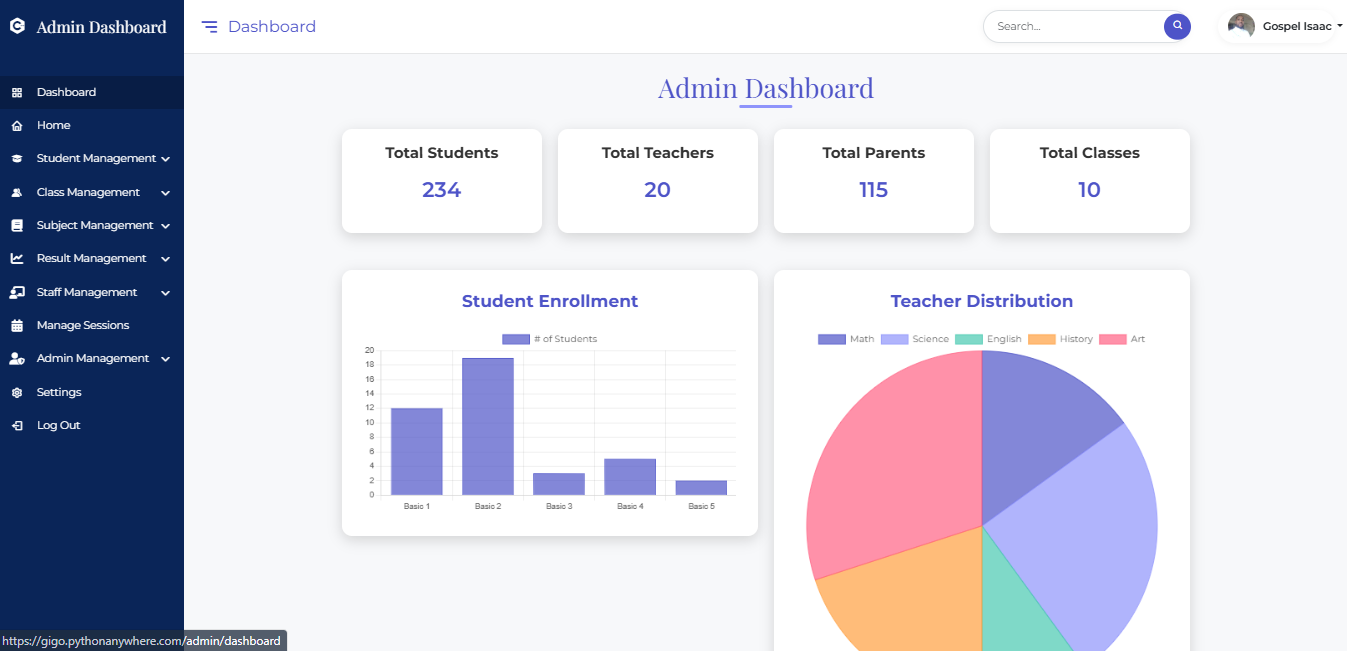 Admin Dashboard
Dashboard
Home
Student Management
Class Management
Subject Management
Result Management
Staff Management
Manage Sessions
Admin Management
Settings
Log Out
Dashboard
Search...
Gospel Isaac
Admin Dashboard
Total Students
234
Total Teachers
20
Total Parents
115
Total Classes
10
Student Enrollment
# of Students
20
18
16
14
12
10
8
6
4
2
0
Basic 1 Basic 2 Basic 3 Basic 4 Basic 5
Teacher Distribution
Math Science English History Art
https://gigo.pythonanywhere.com/admin/dashboard